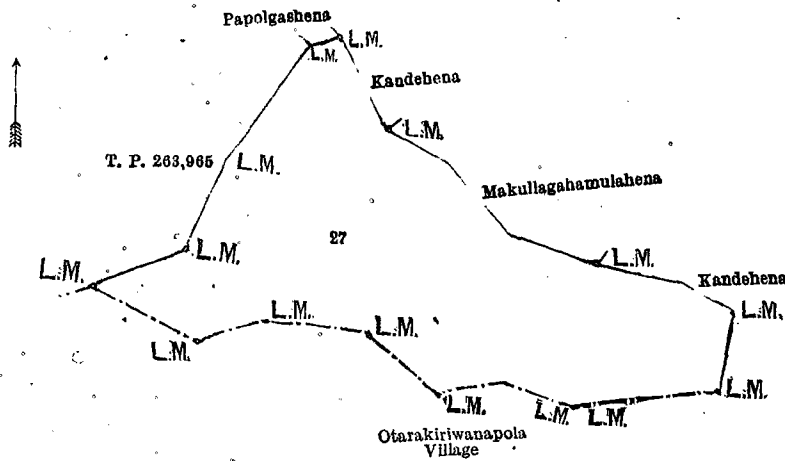 Papolgashena
L.M.
L.M.
Kandehena
L.M.
T. P. 263,965
L.M.
Makullagahamulahena
27
L.M.
L.M.
L.M.
Kandehena
L.M.
L.M.
L.M.
L.M.
L.M.
L.M.
L.M.
L.M.
Otarakiriwanapola
Village